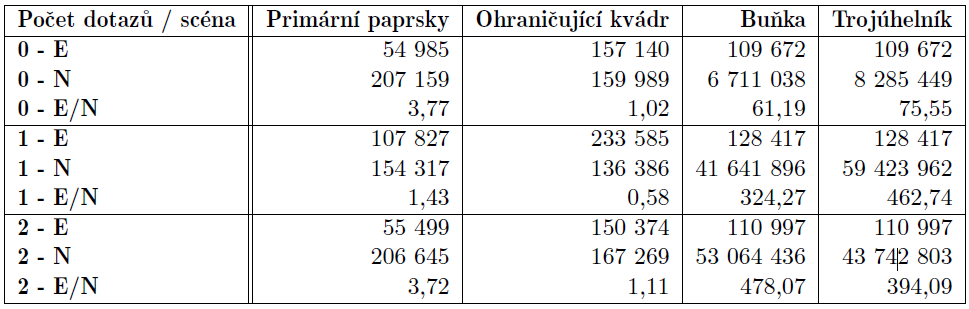 Počet dotazů / scéna Primární paprsky Ohraničující kvádr Buňka Trojúhelník
0 - E 54 985 157 140 109 672 109 672
0 - N 207 159 159 989 6 711 038 8 285 449
0 - E/N 3,77 1,02 61,19 75,55
1 - E 107 827 233 585 128 417 128 417
1 - N 154 317 136 386 41 641 896 59 423 962
1 - E/N 1,43 0,58 324,27 462,74
2 - E 55 499 150 374 110 997 110 997
2 - N 206 645 167 269 53 064 436 43 742 803
2 - E/N 3,72 1,11 478,07 394,09